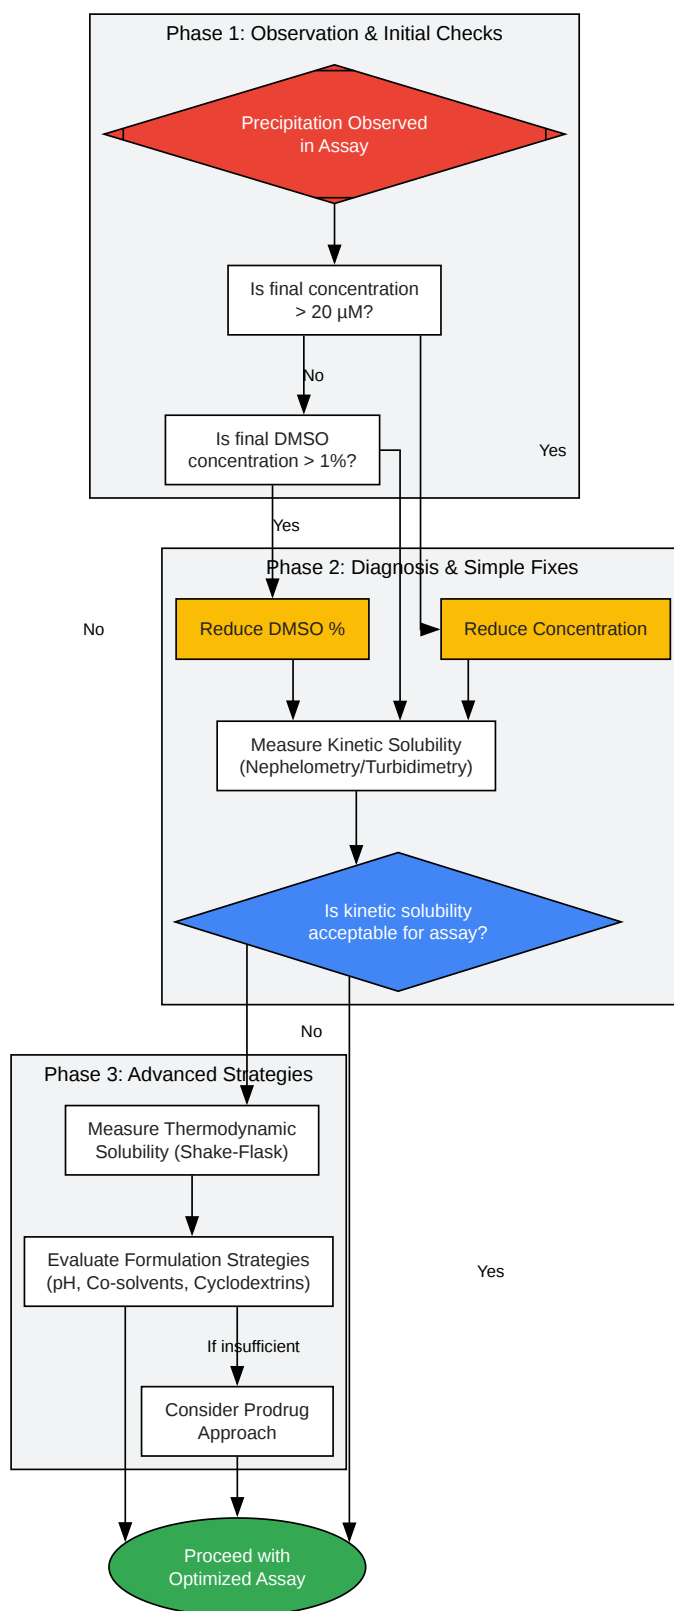 Phase 1: Observation & Initial Checks
Precipitation Observed
in Assay
Is final concentration
> 20 µM?
No
Is final DMSO
concentration > 1%?
Yes
Yes
Phase 2: Diagnosis & Simple Fixes
No
Reduce DMSO %
Reduce Concentration
Measure Kinetic Solubility
(Nephelometry/Turbidimetry)
Is kinetic solubility
acceptable for assay?
No
Phase 3: Advanced Strategies
Measure Thermodynamic
Solubility (Shake-Flask)
Evaluate Formulation Strategies
(pH, Co-solvents, Cyclodextrins)
Yes
If insufficient
Consider Prodrug
Approach
Proceed with
Optimized Assay